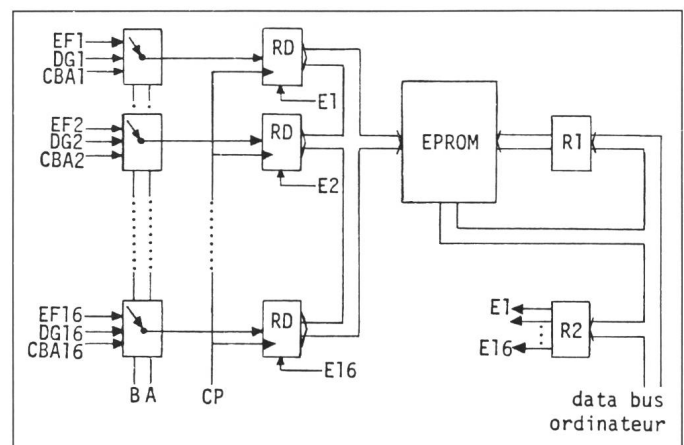 EF1
DG1
CBA1
RD
E1
EF2
DG2
CBA2
RD
E2
EPROM
R1
EF16
DG16
CBA16
RD
E16
B A
CP
E1
E16
R2
data bus
ordinateur